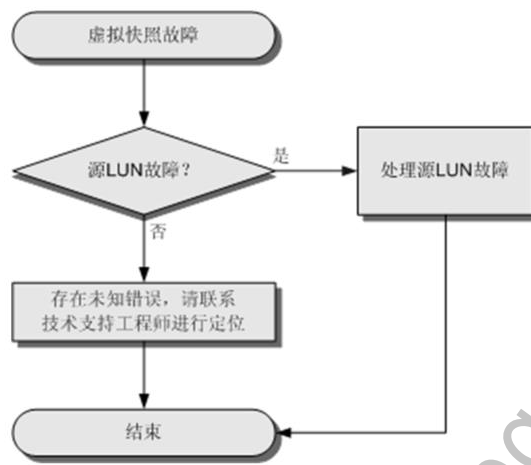 虚拟快照故障
源LUN故障？
是
处理源LUN故障
否
存在未知错误，请联系
技术支持工程师进行定位
结束